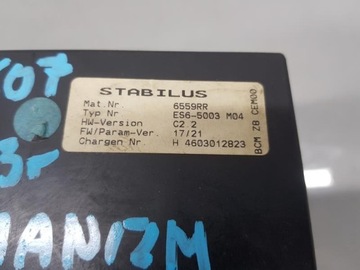 STABILUS
Mat.Nr. 6559RR
Typ Nr ES6-5003 M04
HW-Version C2 2
FW/Param-Ver. 17/21
Chargen Nr. H 4603012823
BCM Z8 CEM00